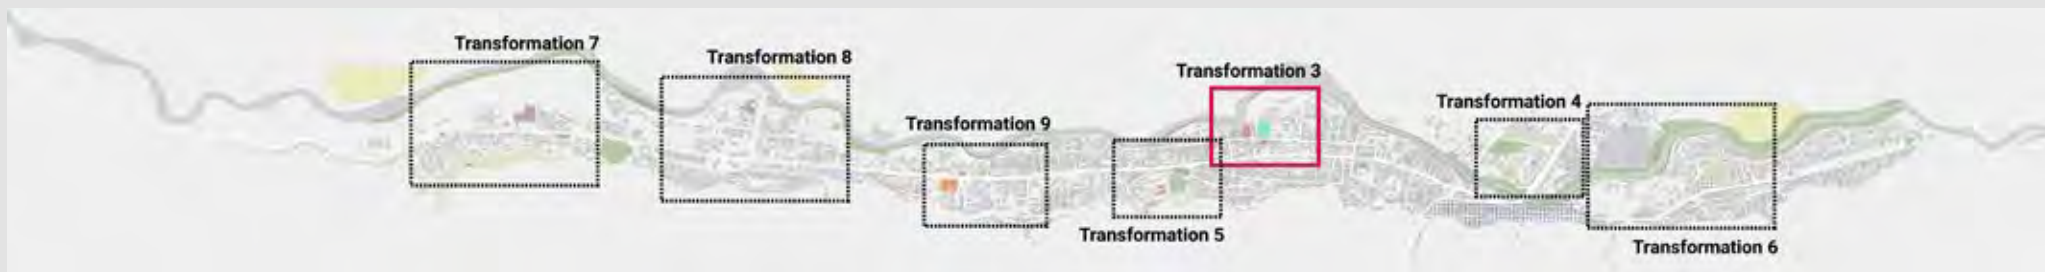 Transformation 7
Transformation 8
Transformation 9
Transformation 3
Transformation 5
Transformation 4
Transformation 6